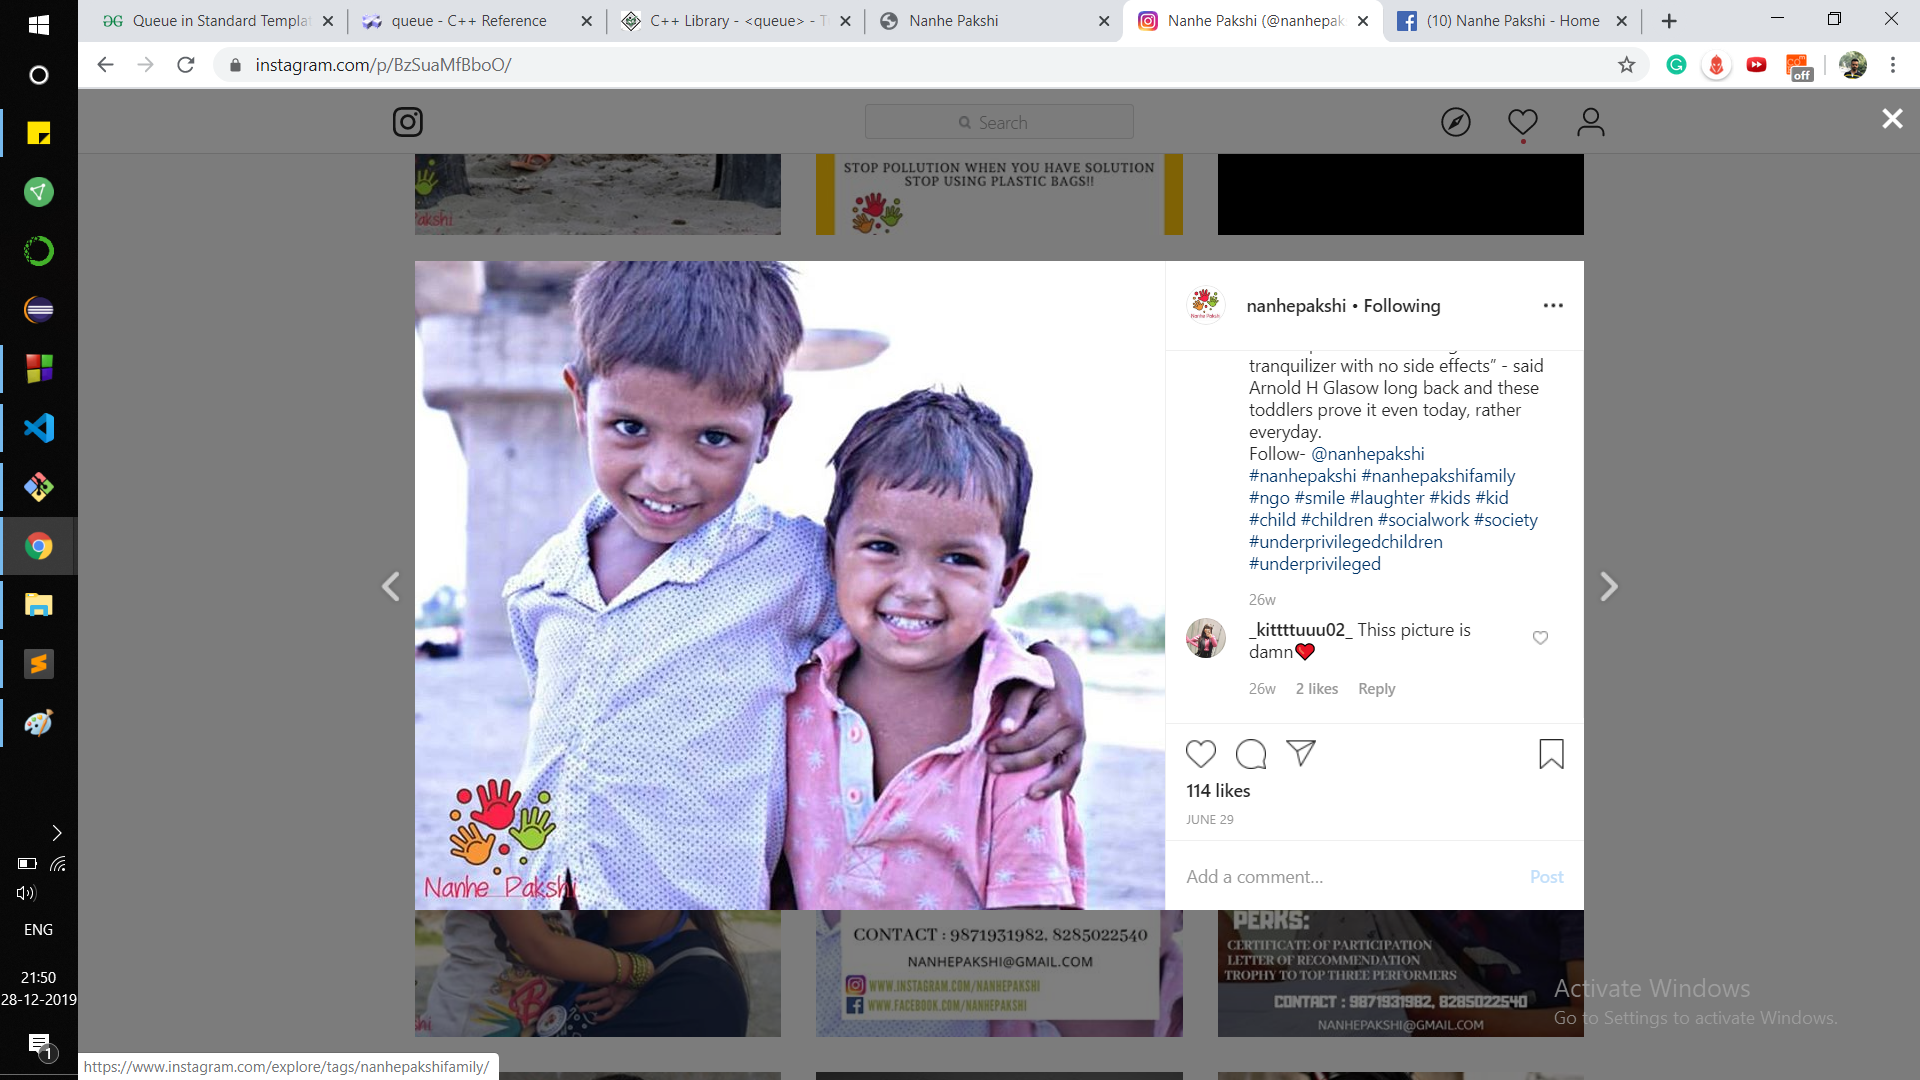 Queue in Standard Templat
queue - C++ Reference
C++ Library - <queue> - T
Nanhe Pakshi
Nanhe Pakshi (@nanhepak
(10) Nanhe Pakshi - Home
instagram.com/p/BzSuaMfBboO/
off
Search
STOP POLLUTION WHEN YOU HAVE SOLUTION
STOP USING PLASTIC BAGS!!
akshi
nanhepakshi • Following
tranquilizer with no side effects” - said
Arnold H Glasow long back and these
toddlers prove it even today, rather
everyday.
Follow- @nanhepakshi
#nanhepakshi #nanhepakshifamily
#ngo #smile #laughter #kids #kid
#child #children #socialwork #society
#underprivilegedchildren
#underprivileged
26w
_kittttuuu02_ Thiss picture is
damn❤
26w 2 likes Reply
114 likes
JUNE 29
Add a comment... Post
Nanhe Pakshi
CONTACT : 9871931982, 8285022540
NANHEPAKSHI@GMAIL.COM
WWW.INSTAGRAM.COM/NANHEPAKSHI
WWW.FACEBOOK.COM/NANHEPAKSHI
PERKS:
CERTIFICATE OF PARTICIPATION
LETTER OF RECOMMENDATION
TROPHY TO TOP THREE PERFORMERS
CONTACT : 9871931982, 8285022540
NANHEPAKSHI@GMAIL.COM
Activate Windows
Go to Settings to activate Windows.
ENG
21:50
28-12-2019
1
https://www.instagram.com/explore/tags/nanhepakshifamily/